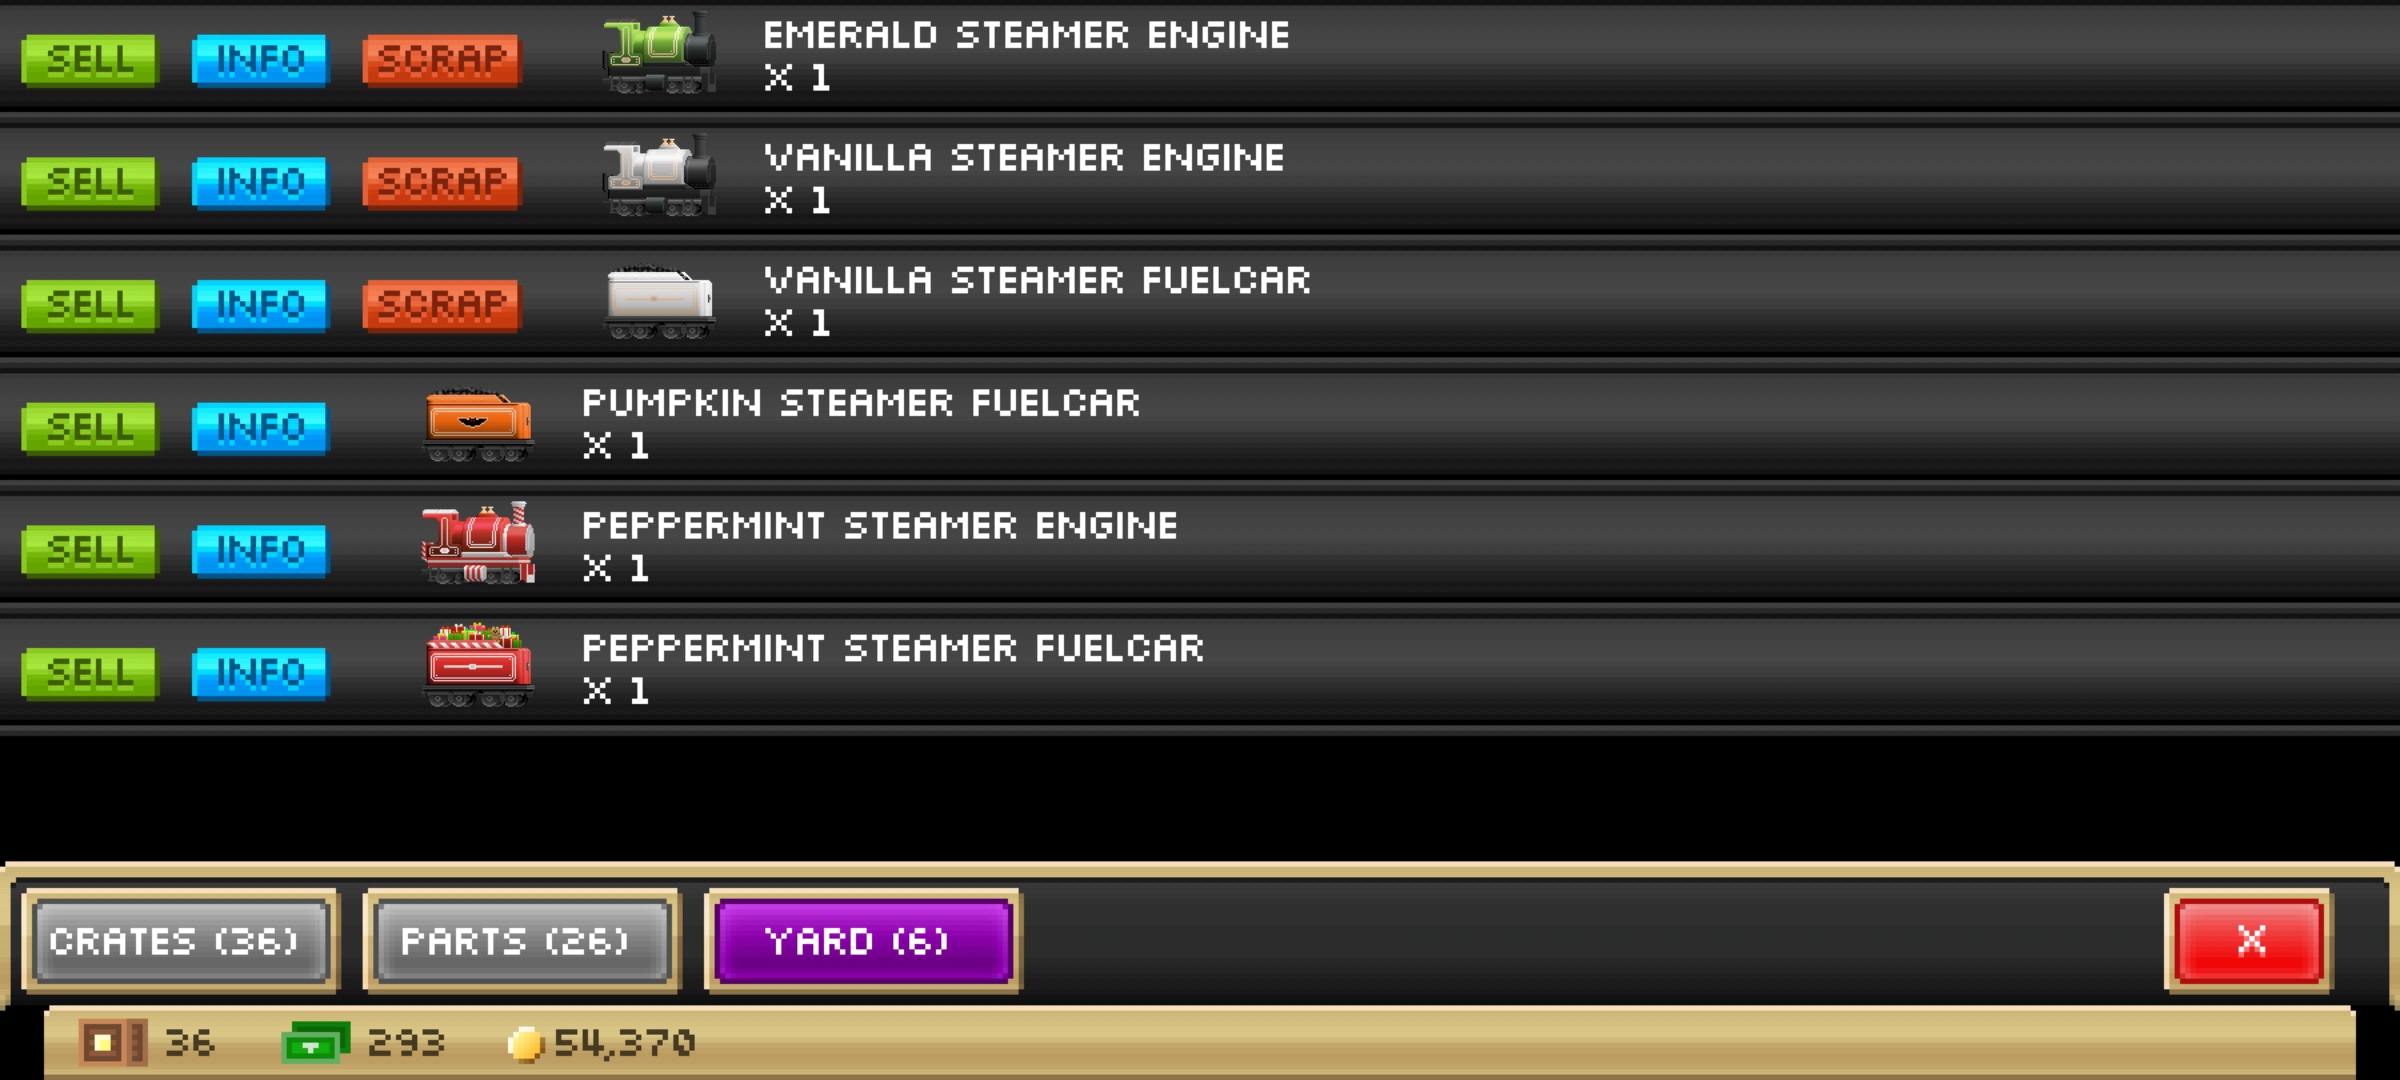 SELL INFO SCRAP EMERALD STEAMER ENGINE
X 1
SELL INFO SCRAP VANILLA STEAMER ENGINE
X 1
SELL INFO SCRAP VANILLA STEAMER FUELCAR
X 1
SELL INFO PUMPKIN STEAMER FUELCAR
X 1
SELL INFO PEPPERMINT STEAMER ENGINE
X 1
SELL INFO PEPPERMINT STEAMER FUELCAR
X 1
CRATES (36) PARTS (26) YARD (6) X
36 293 54,370